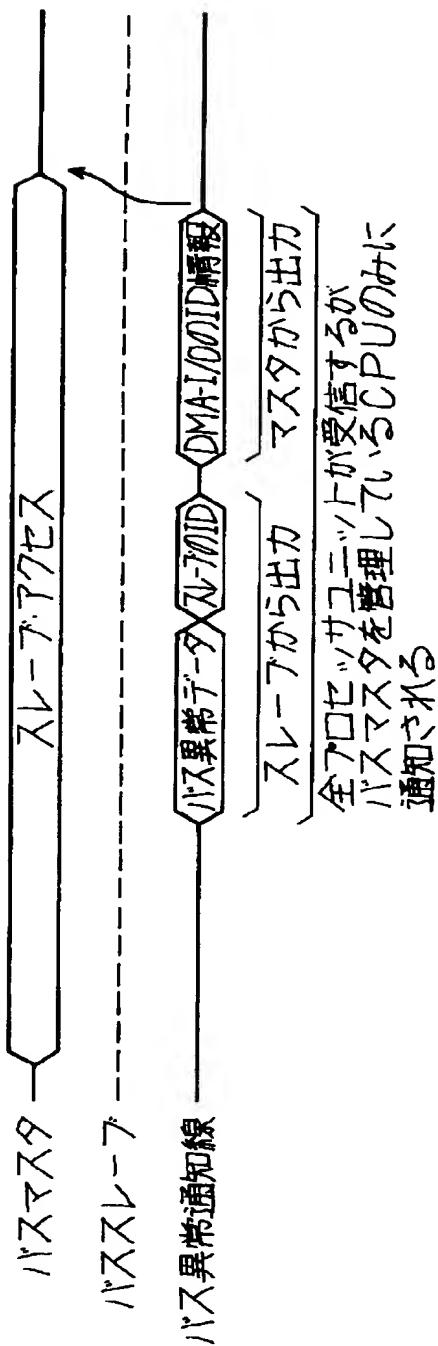 バスマスタ
スレーブ・アクセス
バススレーブ
バス異常通知線
バス異常データ
スレーブのID
DMA-I/OのID情報
スレーブから出力
マスタから出力
全プロセッサユニットが受信するが
バスマスタを管理しているCPUのみに
通知される